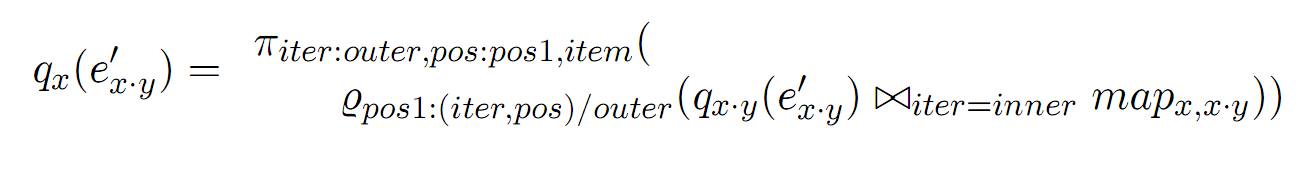 q_x(e′_{x·y}) = π_{iter:outer,pos:pos1,item}(
ϱ_{pos1:(iter,pos)/outer}(q_{x·y}(e′_{x·y}) ⋈_{iter=inner} map_{x,x·y}))